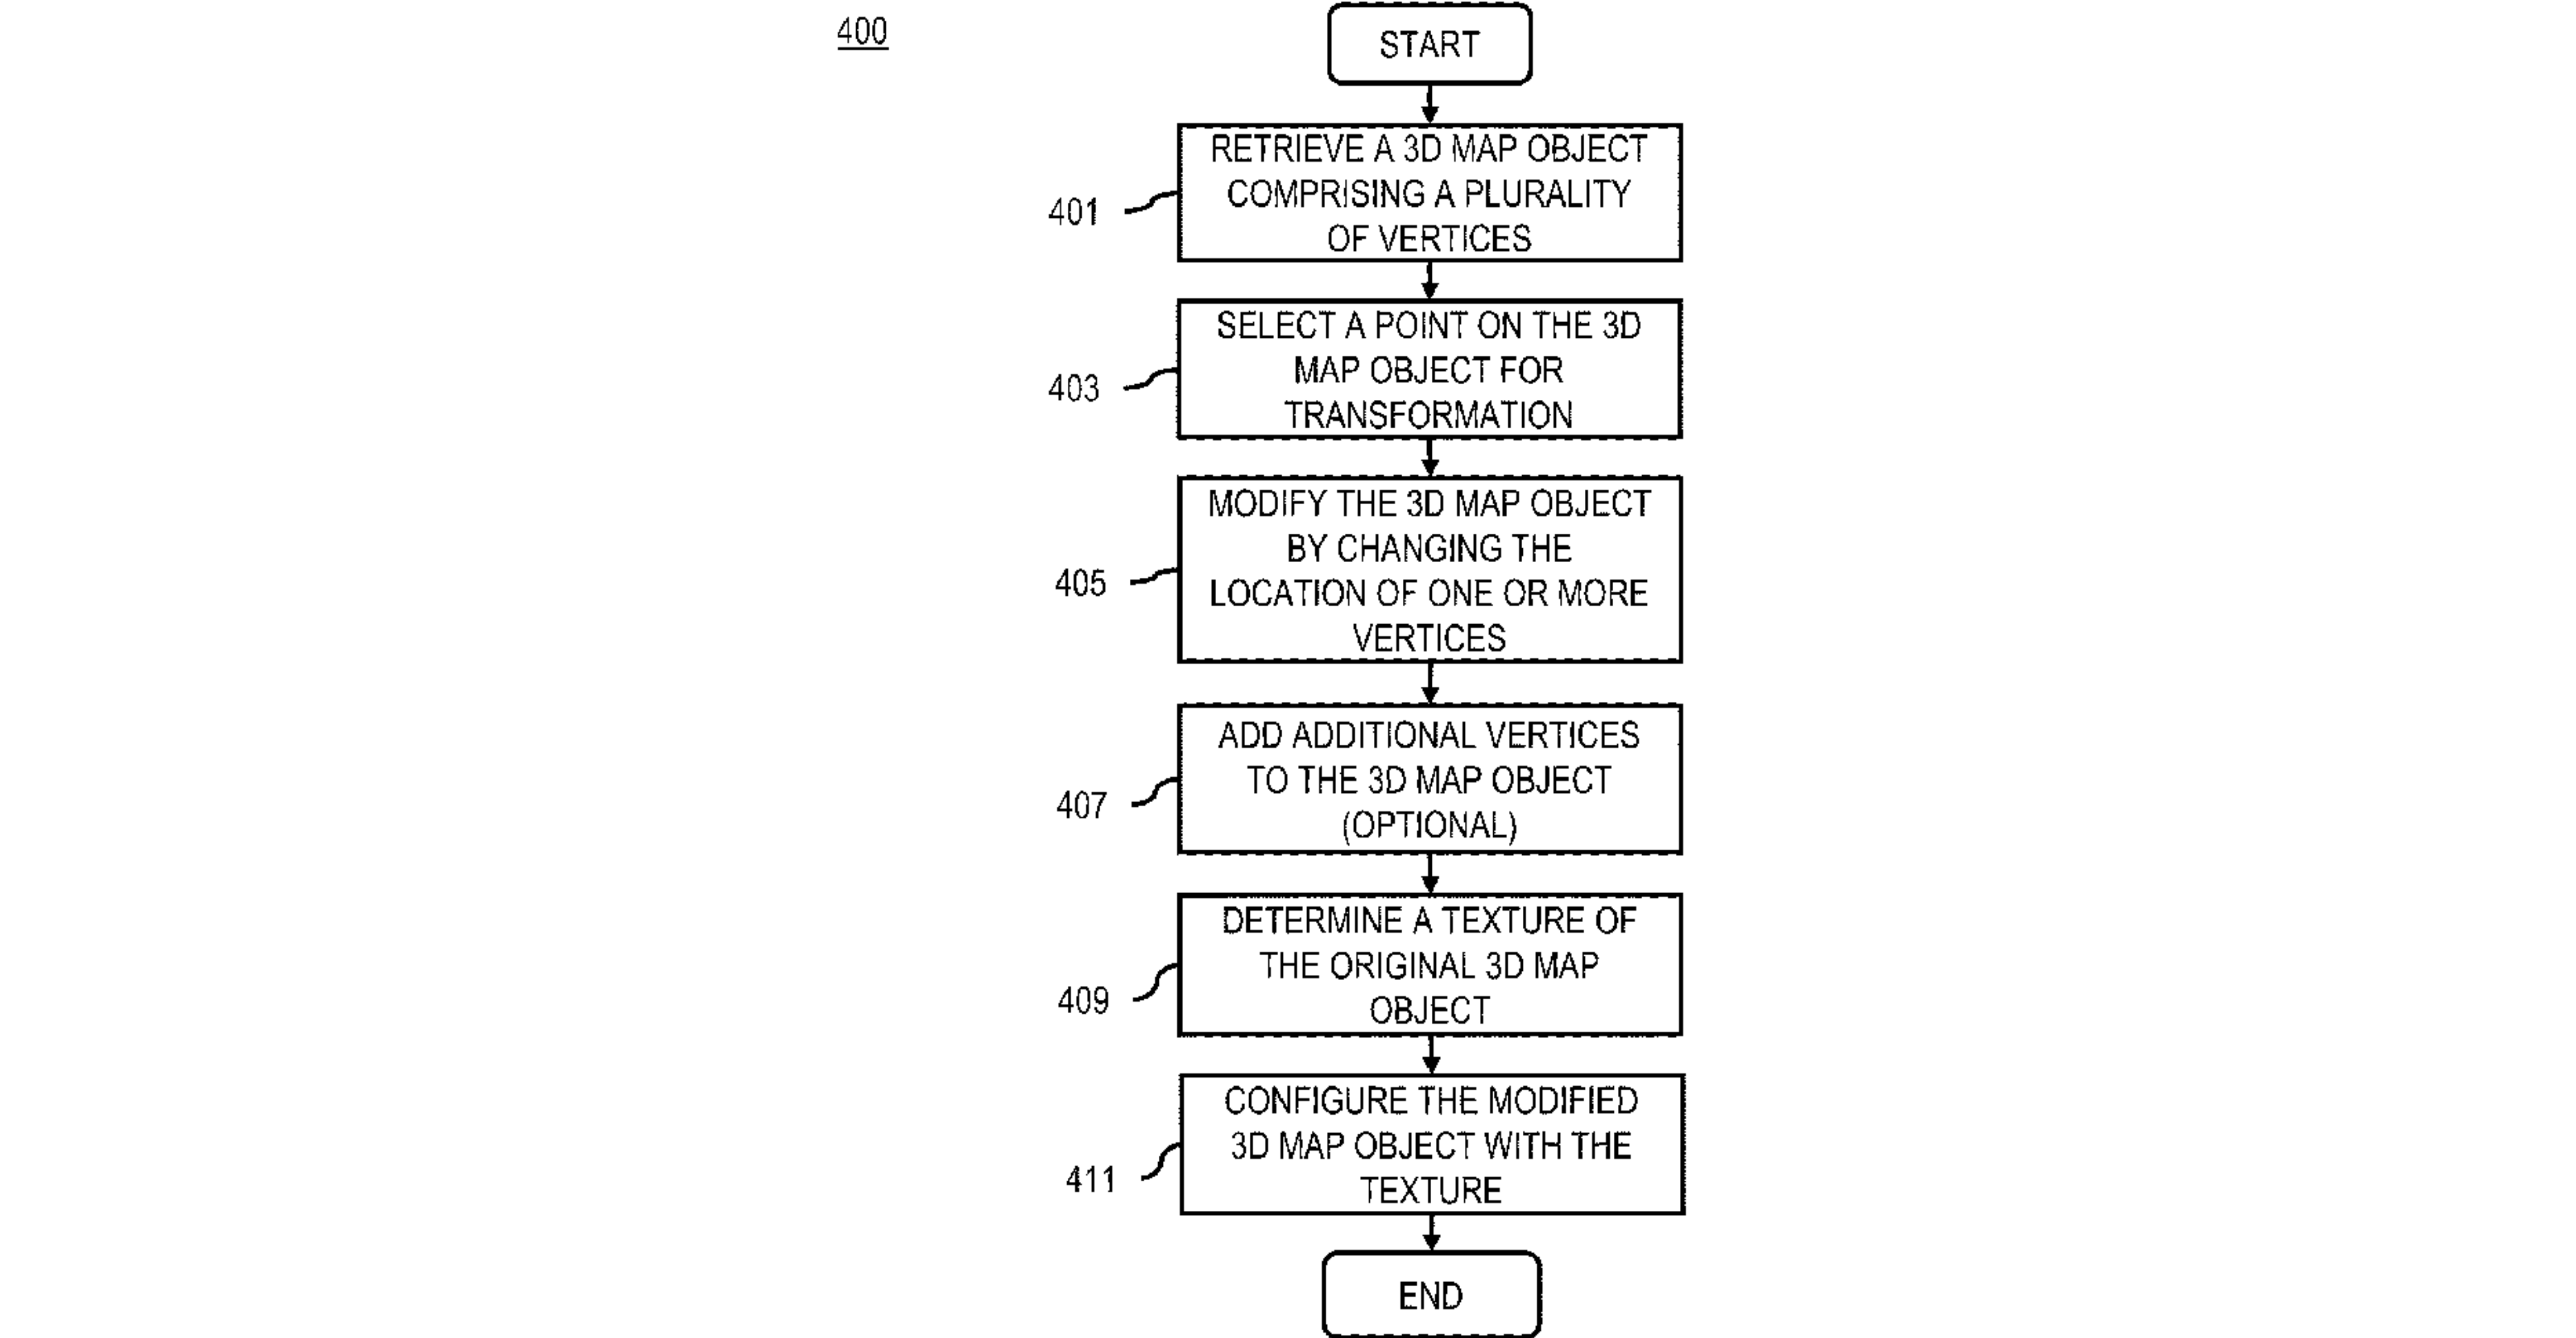 400
START
RETRIEVE A 3D MAP OBJECT
COMPRISING A PLURALITY
OF VERTICES
401
SELECT A POINT ON THE 3D
MAP OBJECT FOR
TRANSFORMATION
403
MODIFY THE 3D MAP OBJECT
BY CHANGING THE
LOCATION OF ONE OR MORE
VERTICES
405
ADD ADDITIONAL VERTICES
TO THE 3D MAP OBJECT
(OPTIONAL)
407
DETERMINE A TEXTURE OF
THE ORIGINAL 3D MAP
OBJECT
409
CONFIGURE THE MODIFIED
3D MAP OBJECT WITH THE
TEXTURE
411
END